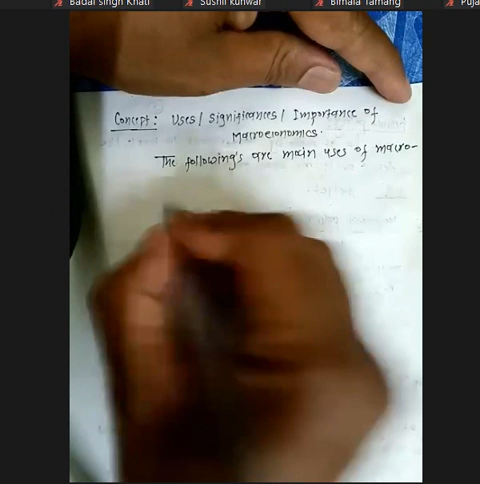 Badal singh Khati Sushil kunwar Bimala Tamang Puja
Concept: Uses / Significances / Importance of
Macroeconomics.
The following's are main uses of macro-